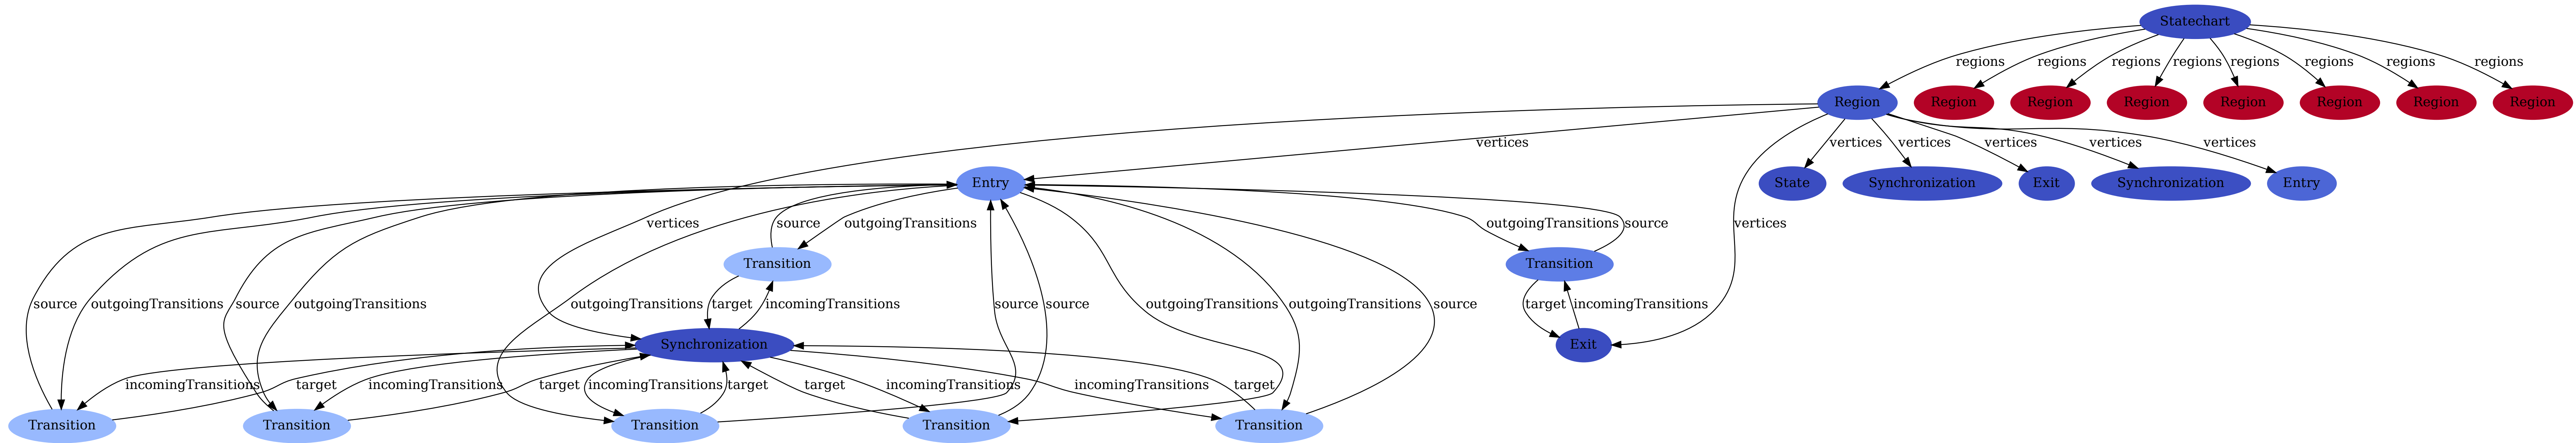 Statechart
regions regions regions regions regions regions regions regions
Region Region Region Region Region Region Region Region
vertices vertices vertices vertices vertices vertices
Entry State Synchronization Exit Synchronization Entry
vertices source outgoingTransitions outgoingTransitions source vertices
Transition Transition
source outgoingTransitions source outgoingTransitions outgoingTransitions target incomingTransitions source source outgoingTransitions outgoingTransitions source target incomingTransitions
Synchronization Exit
incomingTransitions target incomingTransitions target incomingTransitions target target incomingTransitions incomingTransitions target
Transition Transition Transition Transition Transition